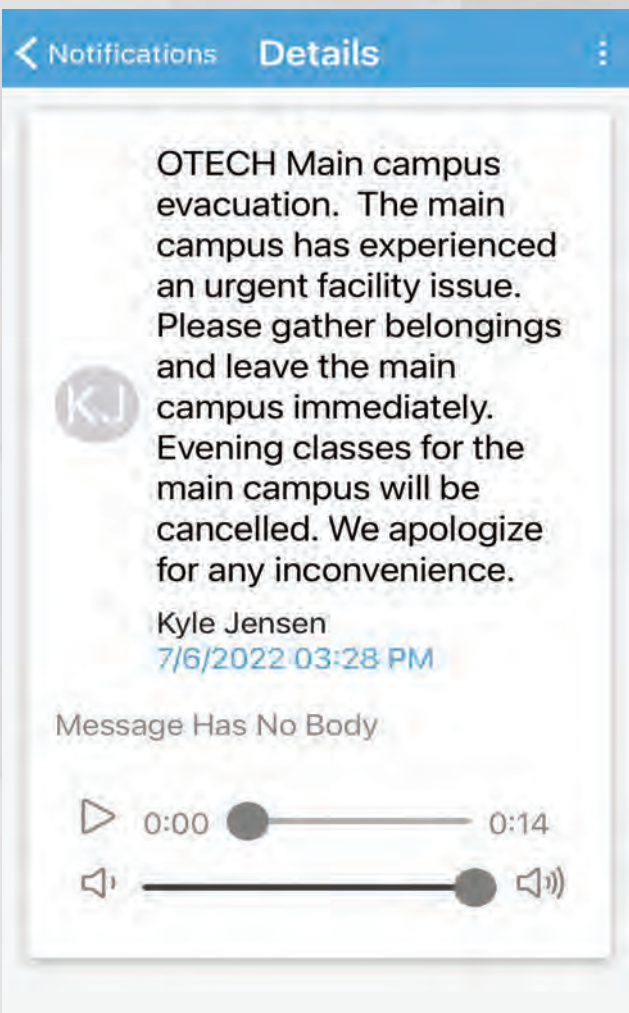 Notifications Details
OTECH Main campus
evacuation.  The main
campus has experienced
an urgent facility issue.
Please gather belongings
and leave the main
campus immediately.
Evening classes for the
main campus will be
cancelled. We apologize
for any inconvenience.
KJ
Kyle Jensen
7/6/2022 03:28 PM
Message Has No Body
0:00 0:14